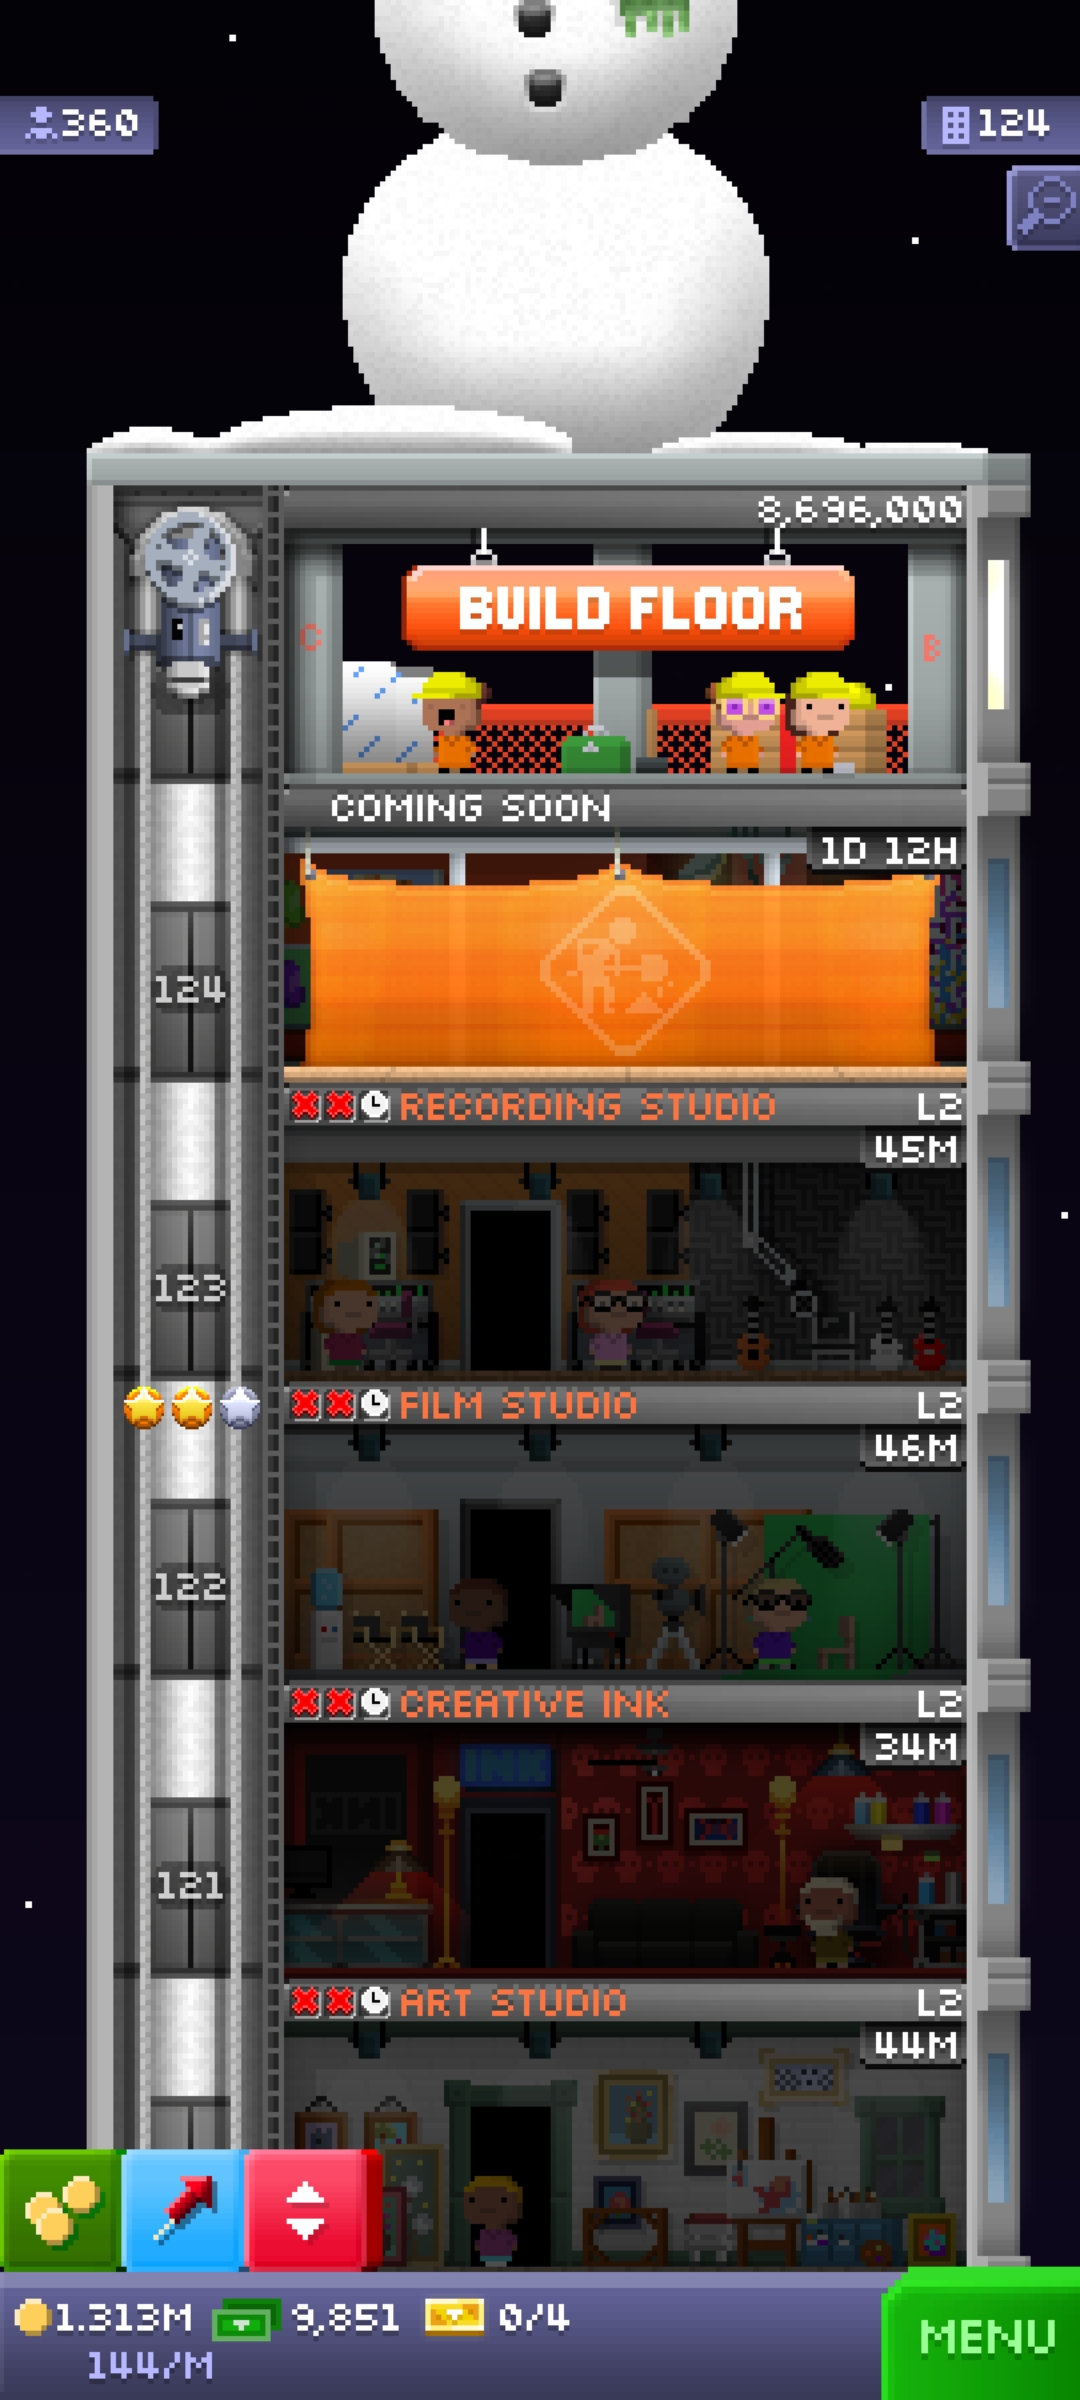 360
124
8,696,000
BUILD FLOOR
C
B
COMING SOON
1D 12H
124
RECORDING STUDIO L2
45M
123
FILM STUDIO L2
46M
122
CREATIVE INK L2
34M
INK
INK
121
ART STUDIO L2
44M
1.313M 9,851 0/4
144/M
MENU